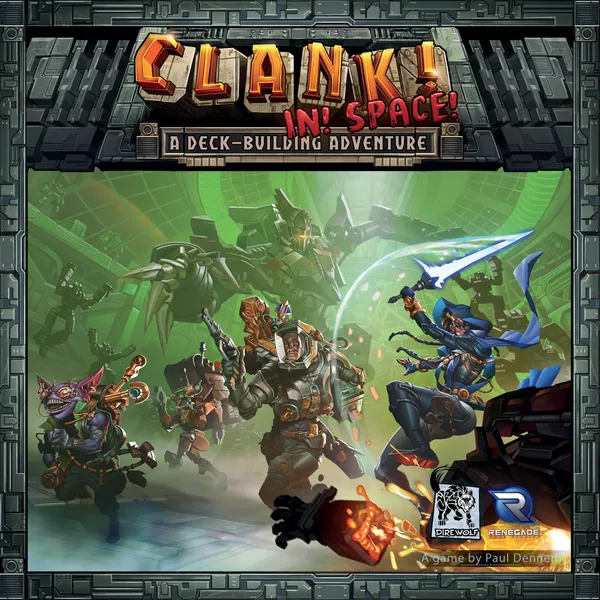 CLANK!
IN! SPACE!
A DECK-BUILDING ADVENTURE
DIREWOLF
RENEGADE
A game by Paul Dennen